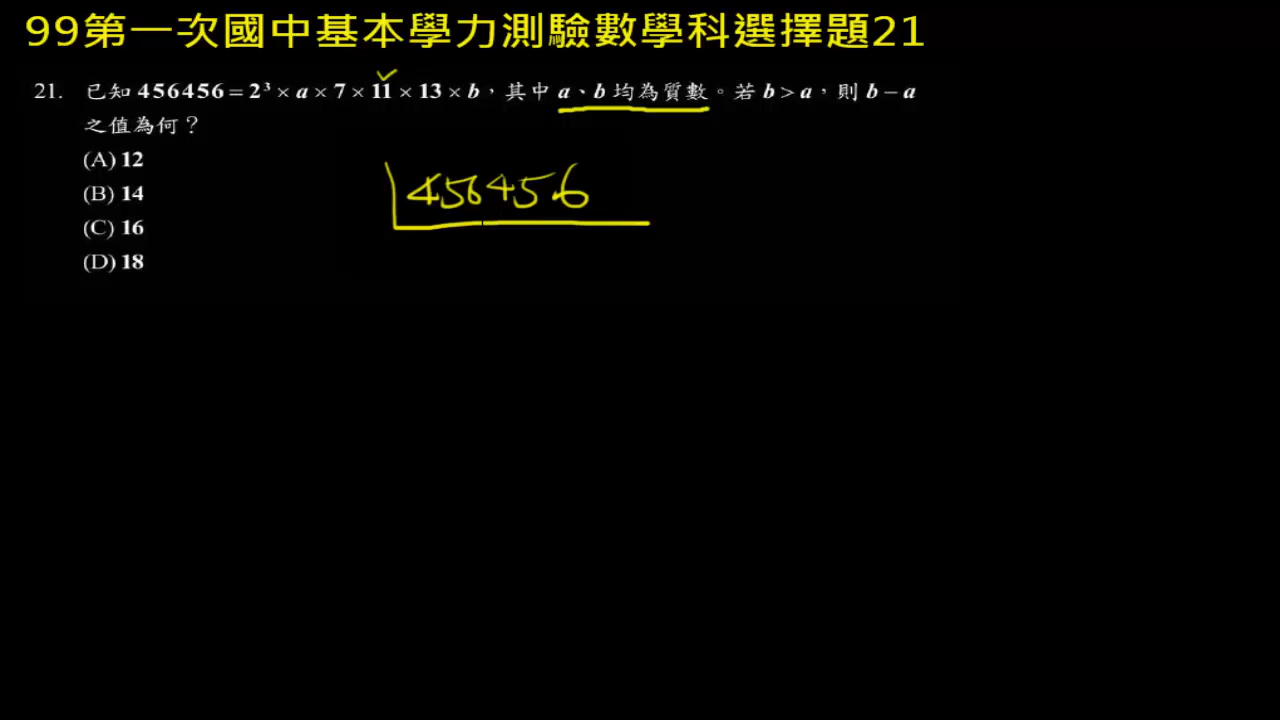 99第一次國中基本學力測驗數學科選擇題21
21. 已知 456456 = 2³ × a × 7 × 11 × 13 × b，其中 a、b 均為質數。若 b > a，則 b − a
之值為何？
(A) 12
456456
(B) 14
(C) 16
(D) 18